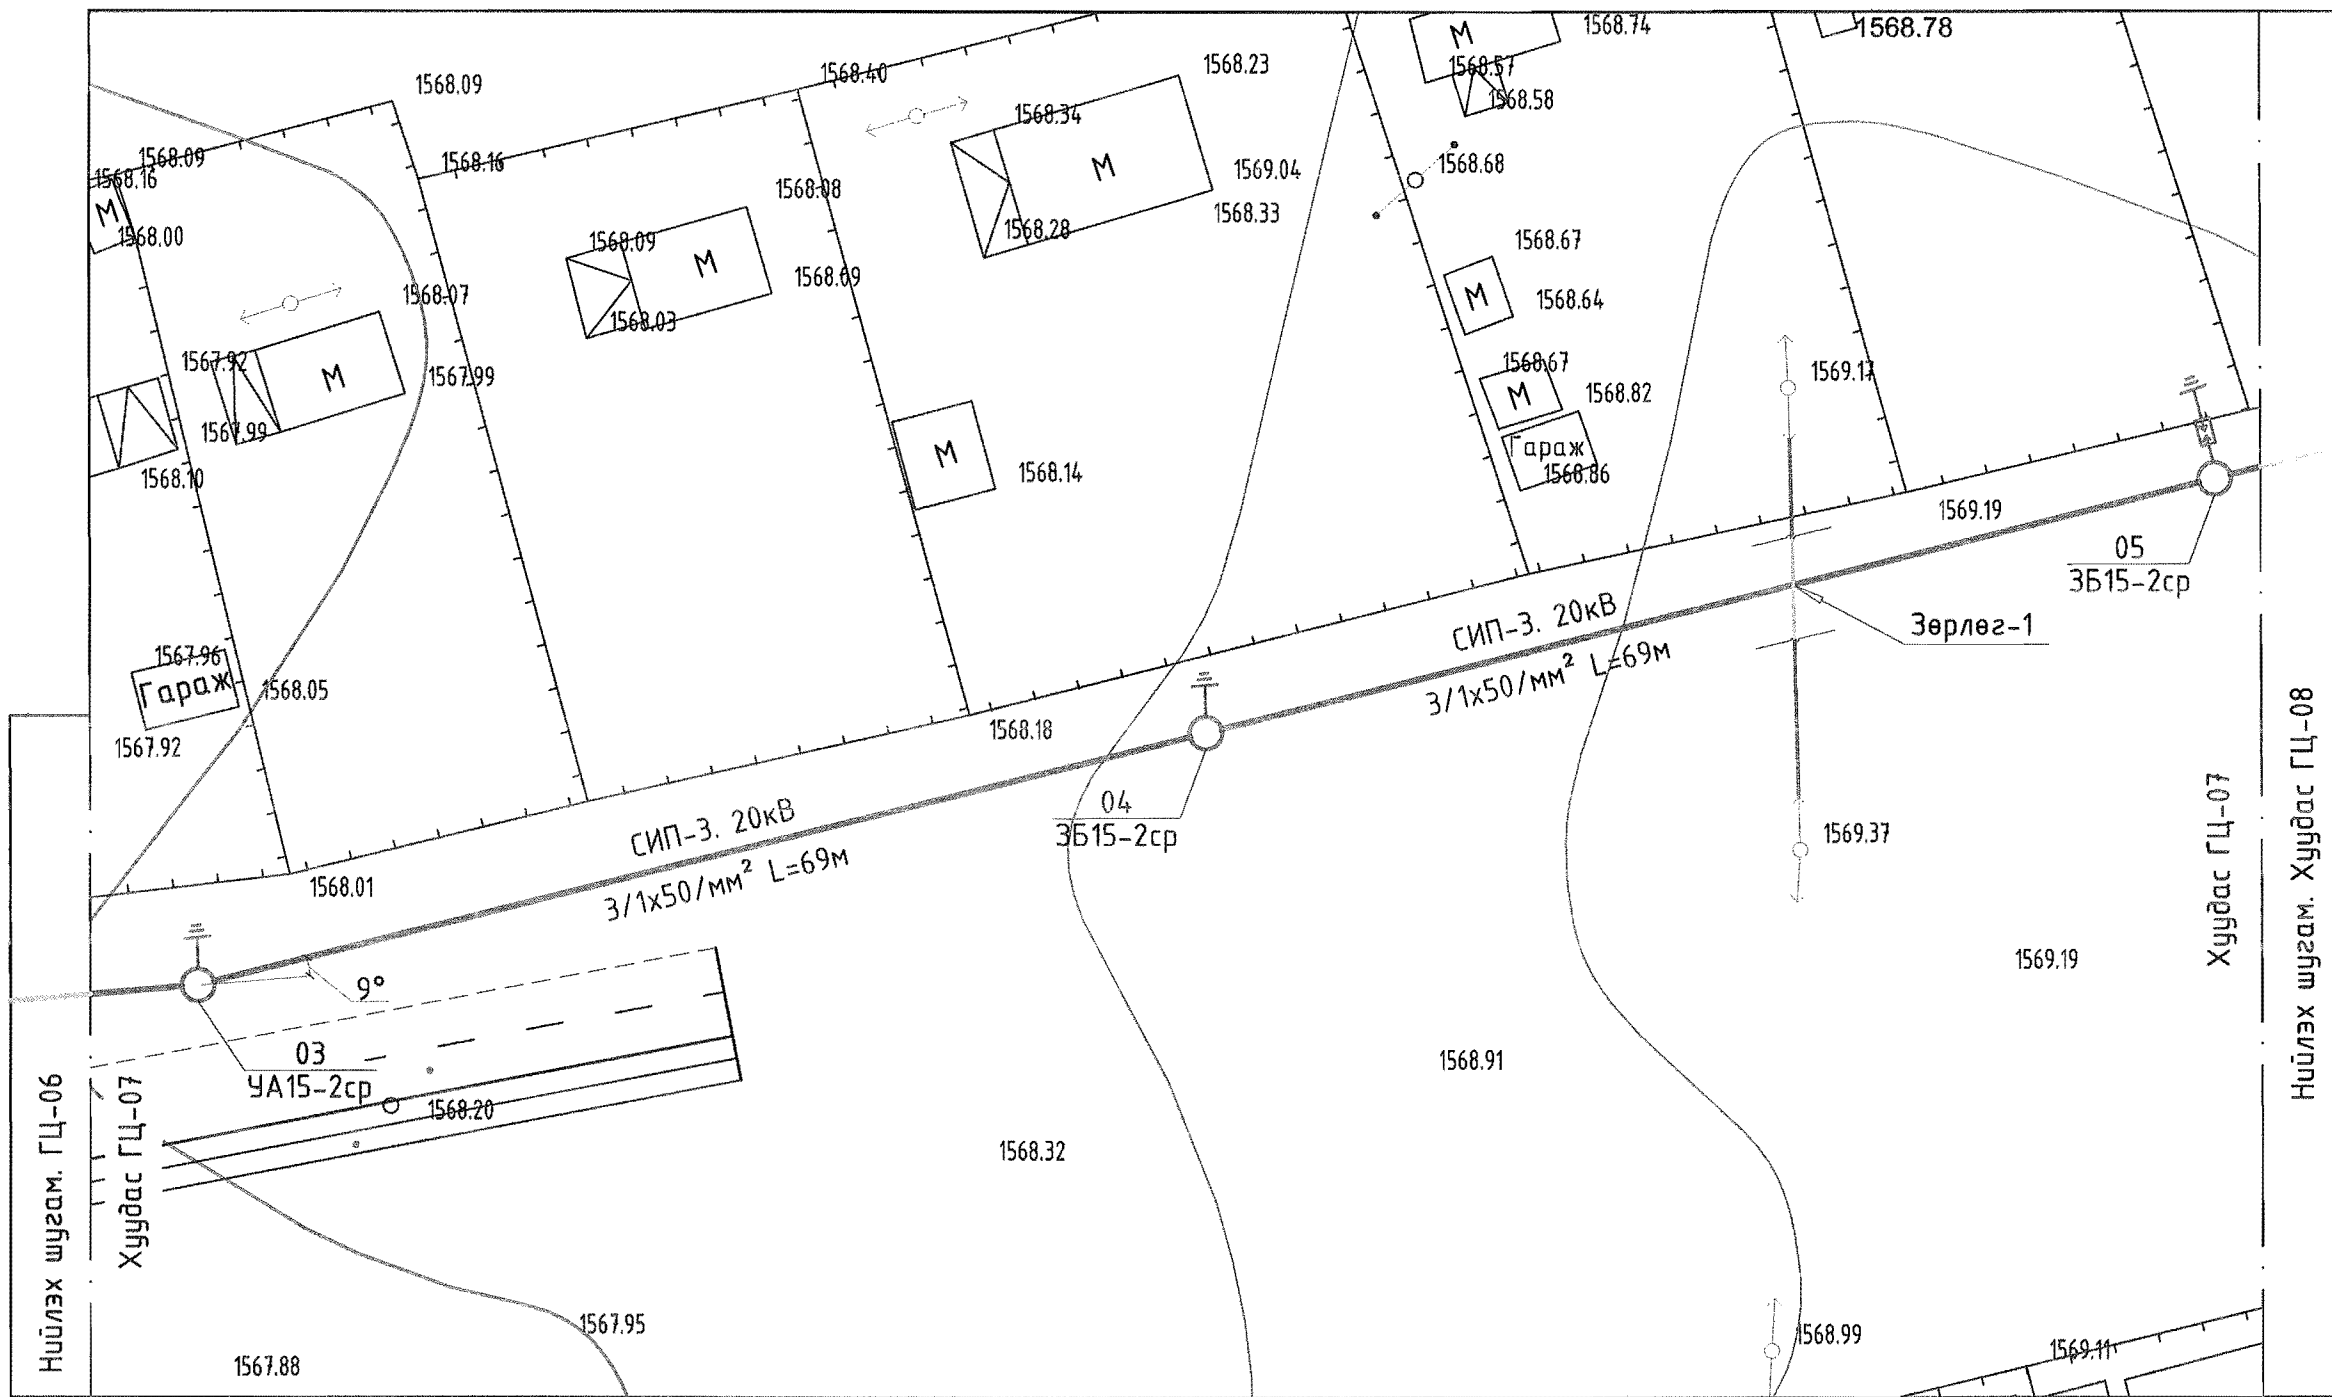 1568.74
1568.78
М
1568.40
1568.23
1568.57
1568.09
1568.34
1568.58
1568.09
1568.16
М
1569.04
1568.68
1568.16
1568.08
М
1568.33
1568.00
1568.28
1568.09
М
1568.67
1568.09
1568.07
М
1568.64
1568.03
1567.92
М
1567.99
1568.67
1569.17
М
1568.82
1567.99
М
Гараж
1568.10
1568.14
1568.86
1569.19
05
ЗБ15-2ср
СИП-3. 20кВ
Зөрлөг-1
3/1х50/мм² L=69м
1567.96
Гараж
1568.05
1567.92
1568.18
04
ЗБ15-2ср
СИП-3. 20кВ
3/1х50/мм² L=69м
1569.37
1568.01
9°
1569.19
03
УА15-2ср
1568.20
1568.91
1568.32
1567.95
1567.88
1568.99
1569.11
Нийлэх шугам. ГЦ-06
Хуудас ГЦ-07
Хуудас ГЦ-07
Нийлэх шугам. Хуудас ГЦ-08